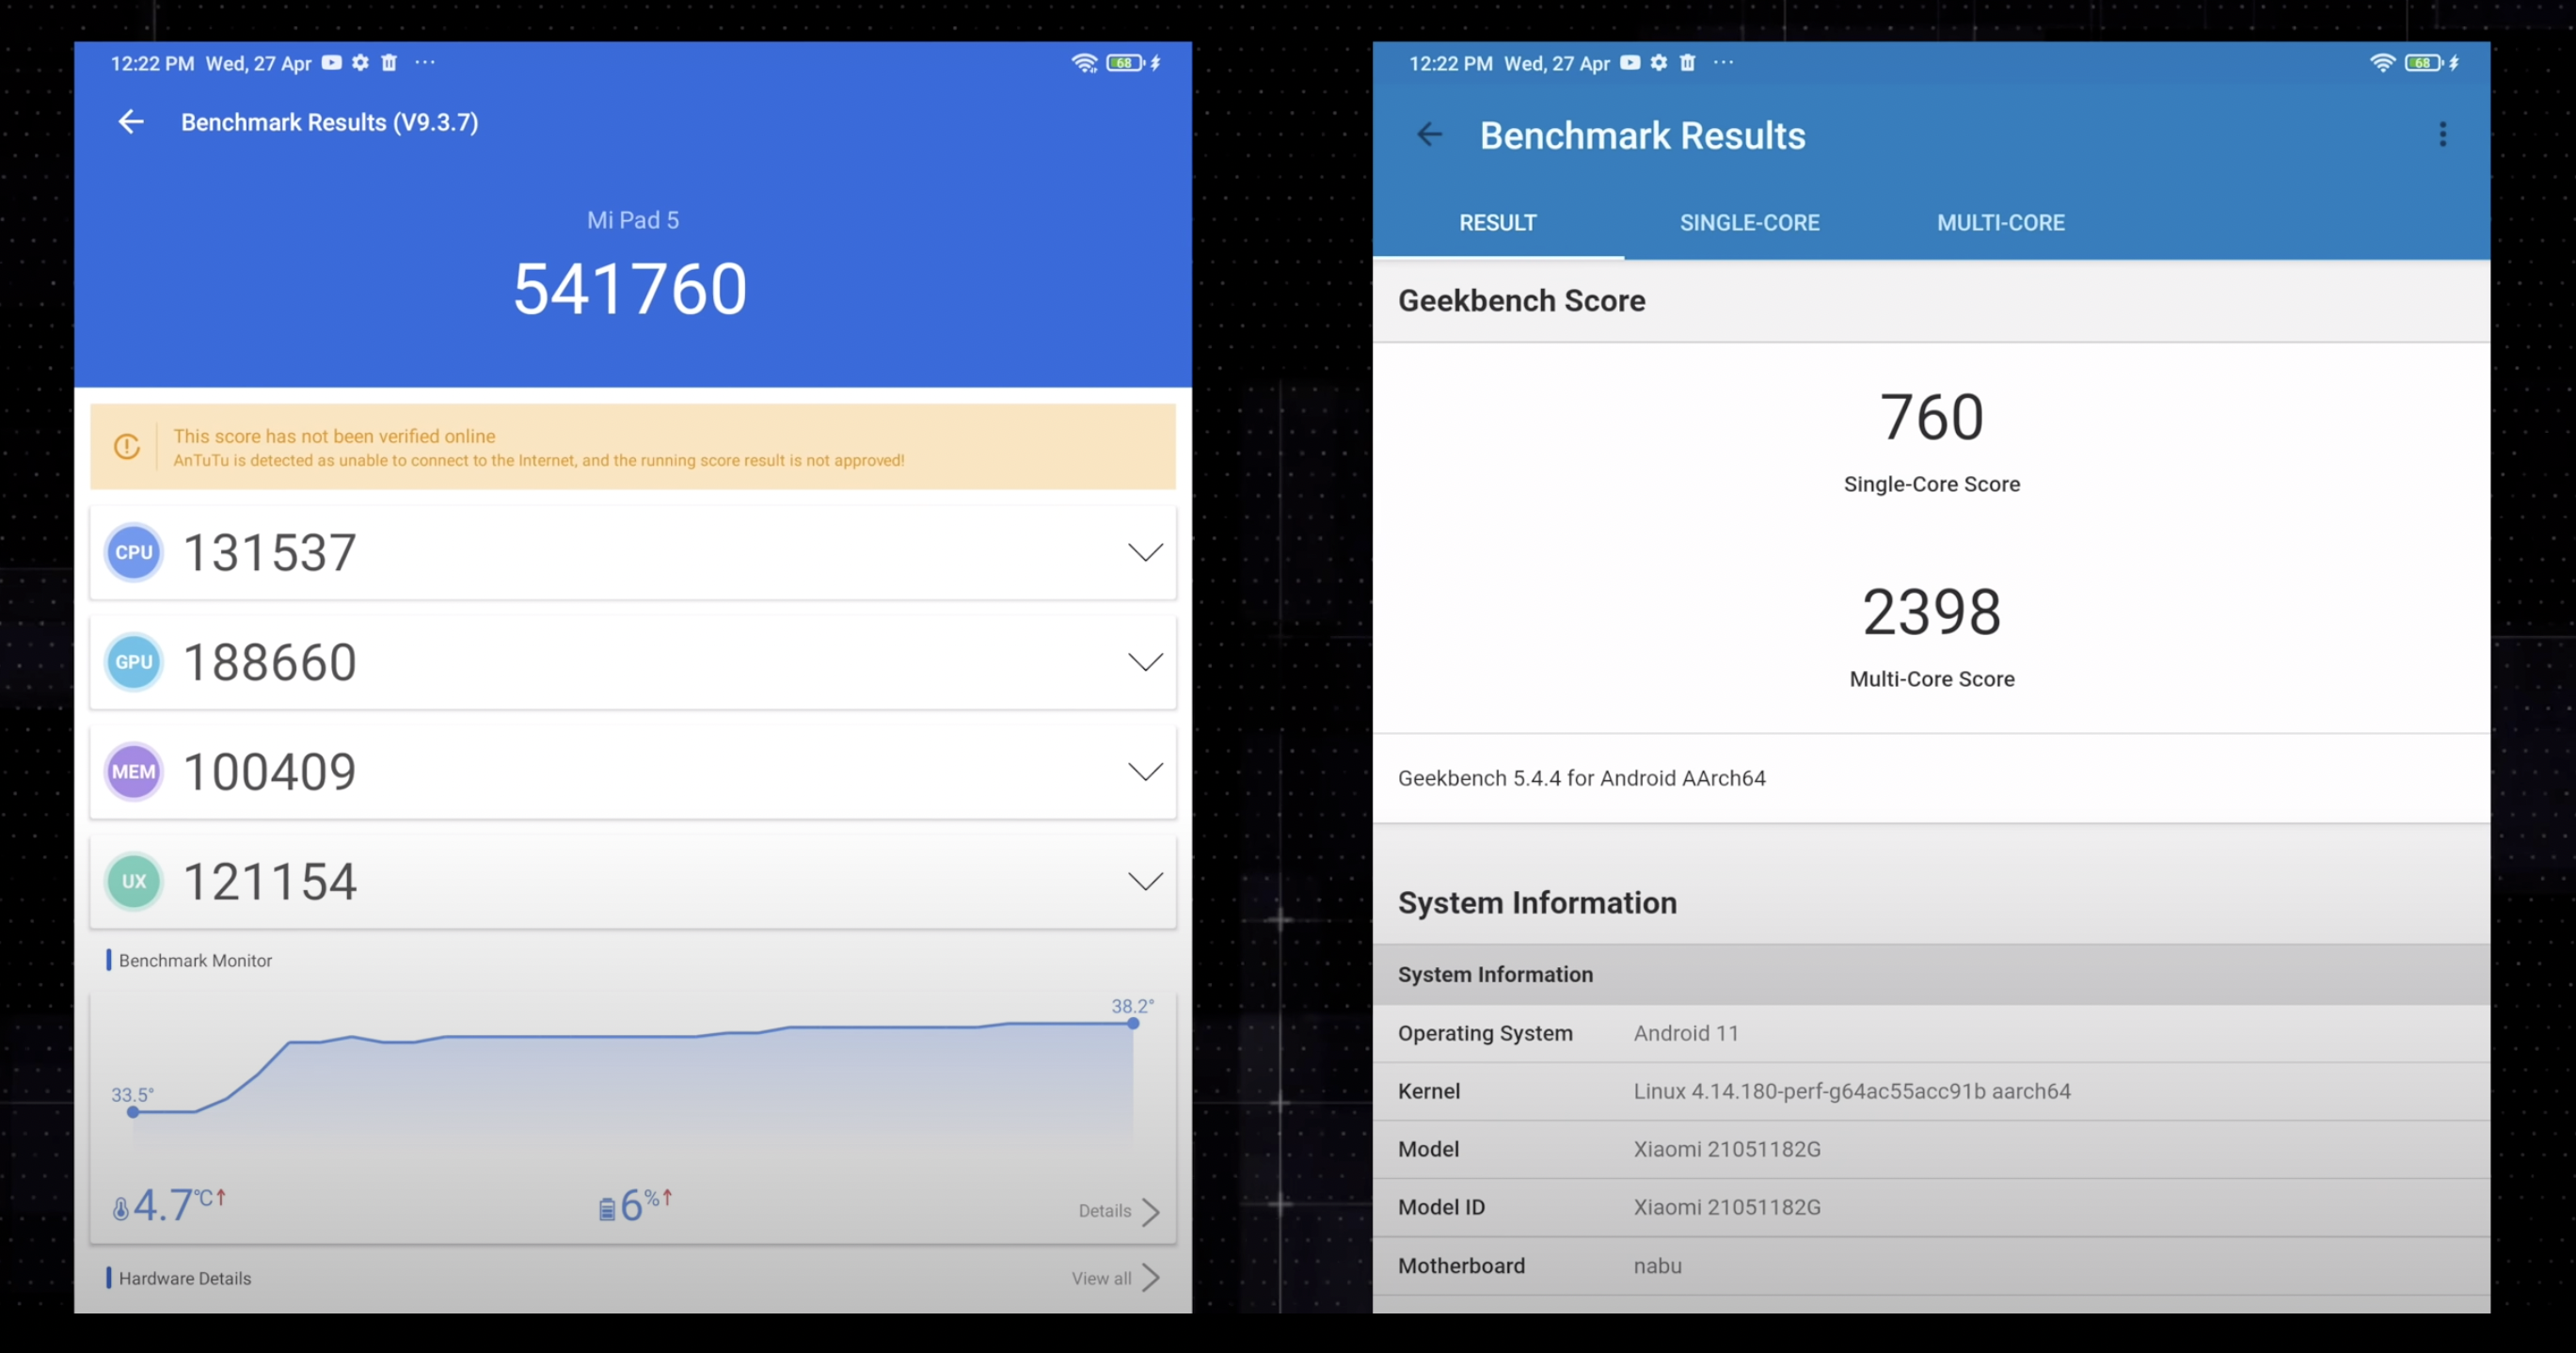 12:22 PM Wed, 27 Apr
68
Benchmark Results (V9.3.7)
Mi Pad 5
541760
This score has not been verified online
AnTuTu is detected as unable to connect to the Internet, and the running score result is not approved!
CPU 131537
GPU 188660
MEM 100409
UX 121154
Benchmark Monitor
38.2°
33.5°
4.7°C↑ 6%↑ Details
Hardware Details View all
12:22 PM Wed, 27 Apr
68
Benchmark Results
RESULT SINGLE-CORE MULTI-CORE
Geekbench Score
760
Single-Core Score
2398
Multi-Core Score
Geekbench 5.4.4 for Android AArch64
System Information
System Information
Operating System Android 11
Kernel Linux 4.14.180-perf-g64ac55acc91b aarch64
Model Xiaomi 21051182G
Model ID Xiaomi 21051182G
Motherboard nabu